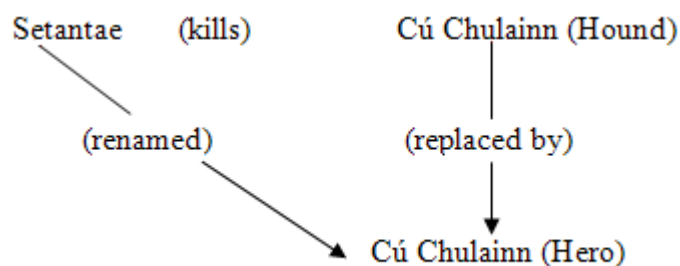 Setantae (kills) Cú Chulainn (Hound)
(renamed) (replaced by)
Cú Chulainn (Hero)